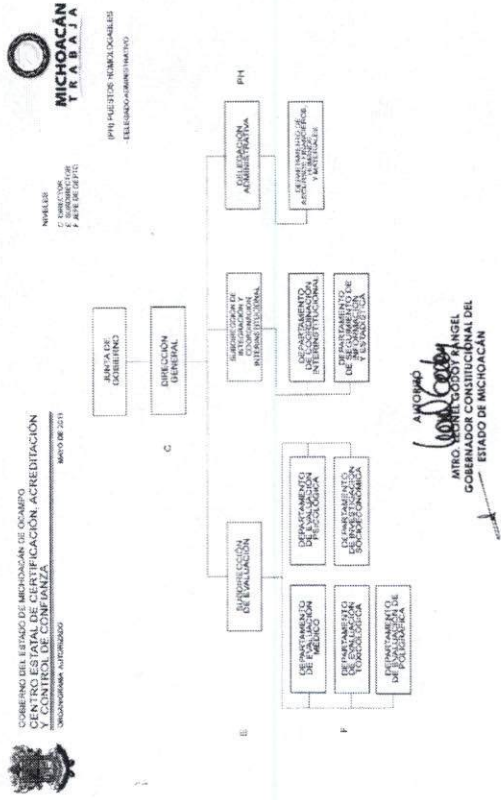 GOBIERNO DEL ESTADO DE MICHOACÁN DE OCAMPO
CENTRO ESTATAL DE CERTIFICACIÓN, ACREDITACIÓN
Y CONTROL DE CONFIANZA
ORGANIGRAMA AUTORIZADO
MAYO DE 2011
MICHOACÁN
TRABAJA
NIVELES:
C DIRECTOR
E SUBDIRECTOR
F JEFE DE DEPTO.
(PH) PUESTOS HOMOLOGABLES
- DELEGADO ADMINISTRATIVO
JUNTA DE
GOBIERNO
C
DIRECCIÓN
GENERAL
E
SUBDIRECCIÓN
DE EVALUACIÓN
SUBDIRECCIÓN DE
INTEGRACIÓN Y
COORDINACIÓN
INTERINSTITUCIONAL
DELEGACIÓN
ADMINISTRATIVA
PH
F
DEPARTAMENTO
DE EVALUACIÓN
MÉDICO
DEPARTAMENTO
DE EVALUACIÓN
PSICOLÓGICA
DEPARTAMENTO
DE COORDINACIÓN
INTERINSTITUCIONAL
DEPARTAMENTO DE
RECURSOS FINANCIEROS,
HUMANOS
Y MATERIALES
DEPARTAMENTO
DE EVALUACIÓN
TOXICOLÓGICA
DEPARTAMENTO
DE INVESTIGACIÓN
SOCIOECONÓMICA
DEPARTAMENTO
DE SEGUIMIENTO DE
INFORMACIÓN
Y ESTADÍSTICA
DEPARTAMENTO
DE EVALUACIÓN DE
POLIGRÁFICA
AUTORIZÓ
MTRO. LEONEL GODOY RANGEL
GOBERNADOR CONSTITUCIONAL DEL
ESTADO DE MICHOACÁN